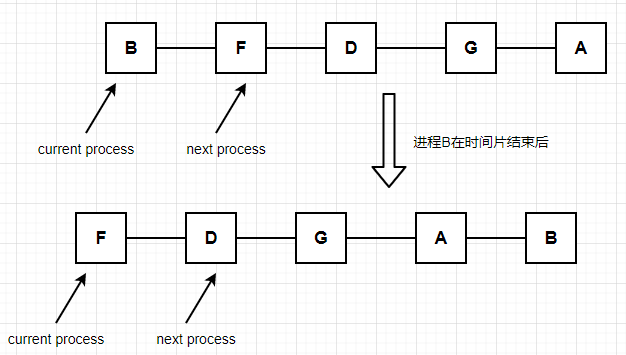 B F D G A
current process next process
进程B在时间片结束后
F D G A B
current process next process